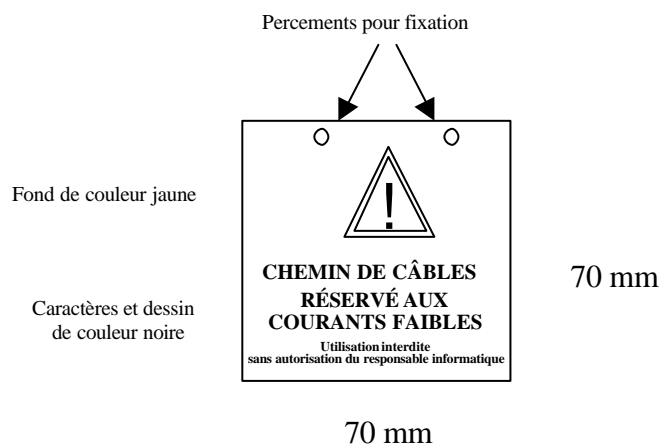 Percements pour fixation
Fond de couleur jaune
!
CHEMIN DE CÂBLES
RÉSERVÉ AUX
COURANTS FAIBLES
Utilisation interdite
sans autorisation du responsable informatique
70 mm
Caractères et dessin
de couleur noire
70 mm